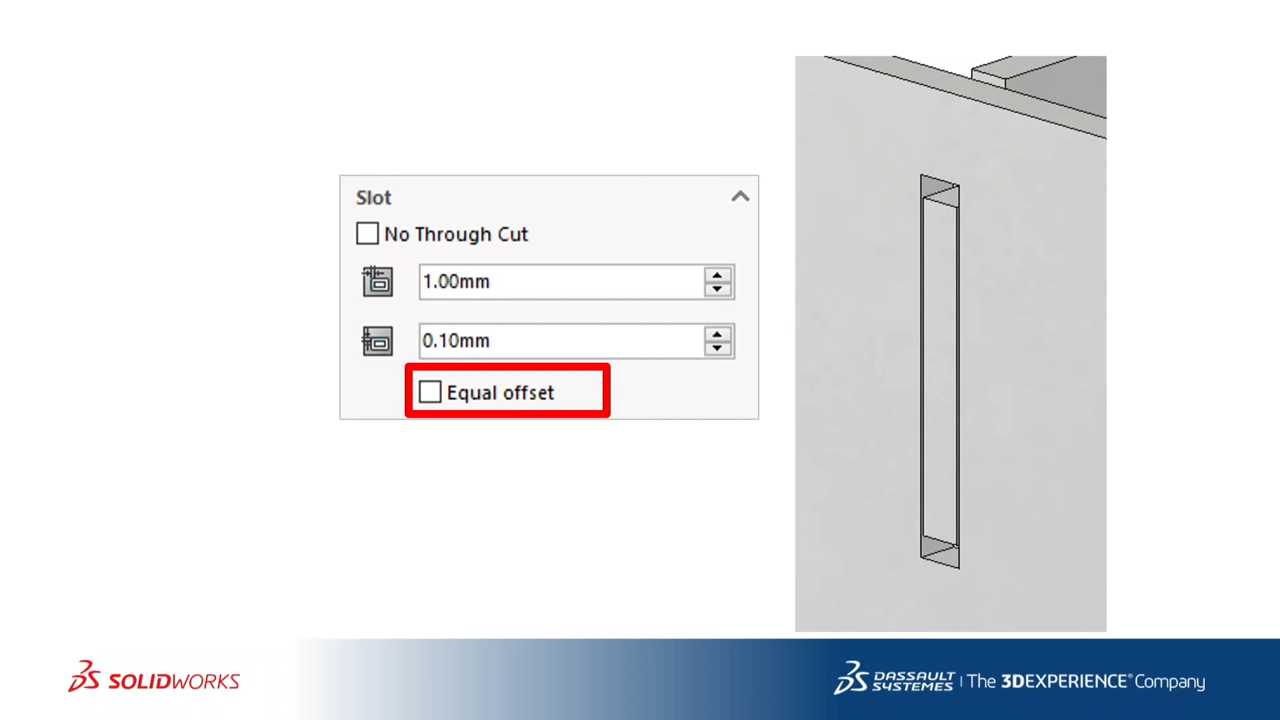 Slot
No Through Cut
1.00mm
0.10mm
Equal offset
SOLIDWORKS
DASSAULT SYSTEMES | The 3DEXPERIENCE® Company